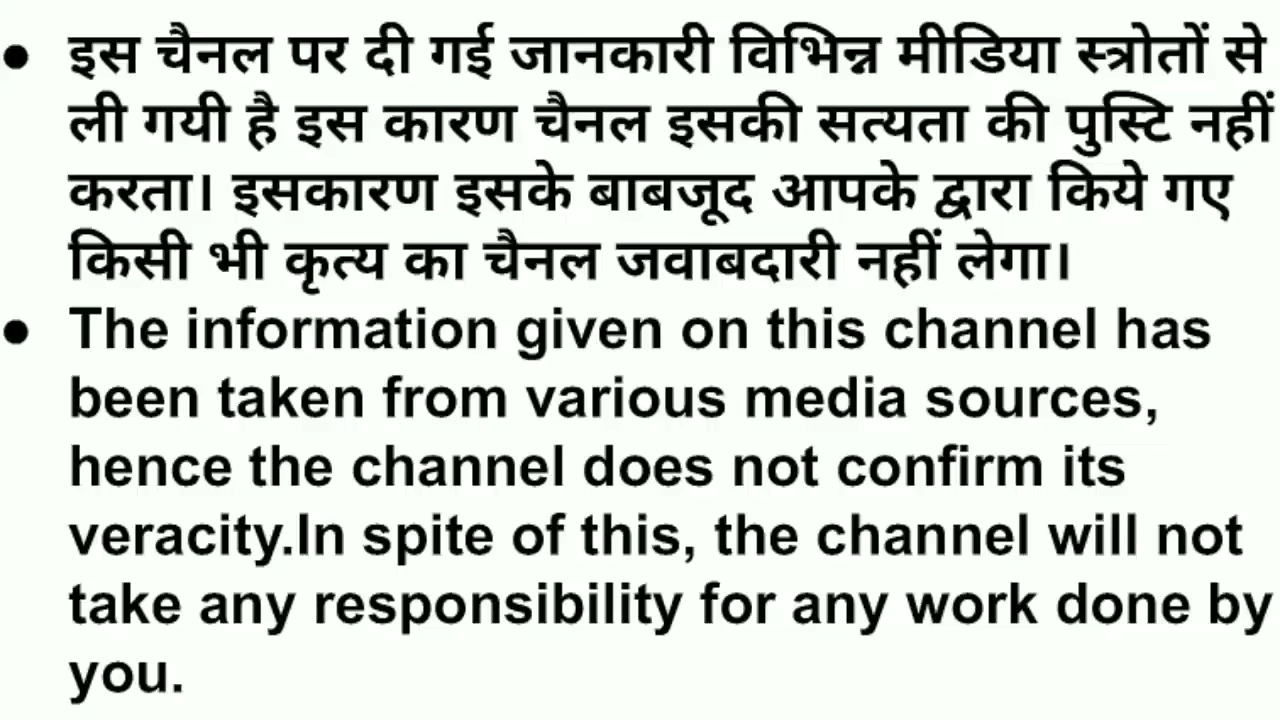 ● इस चैनल पर दी गई जानकारी विभिन्न मीडिया स्त्रोतों से
ली गयी है इस कारण चैनल इसकी सत्यता की पुस्टि नहीं
करता। इसकारण इसके बाबजूद आपके द्वारा किये गए
किसी भी कृत्य का चैनल जवाबदारी नहीं लेगा।
● The information given on this channel has
been taken from various media sources,
hence the channel does not confirm its
veracity.In spite of this, the channel will not
take any responsibility for any work done by
you.